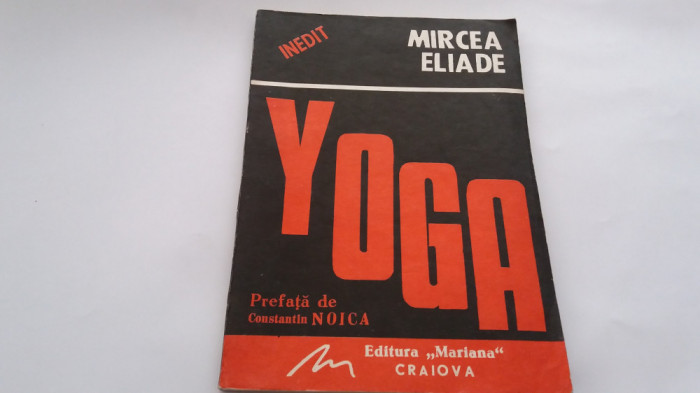 INEDIT
MIRCEA
ELIADE
YOGA
Prefață de
Constantin NOICA
Editura „Mariana“
CRAIOVA